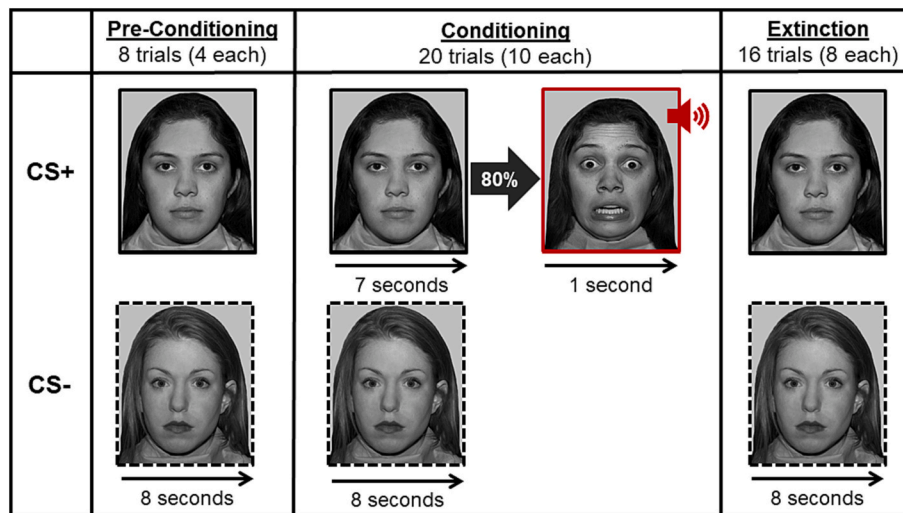 Pre-Conditioning
8 trials (4 each)
Conditioning
20 trials (10 each)
Extinction
16 trials (8 each)
CS+
80%
7 seconds
1 second
CS-
8 seconds
8 seconds
8 seconds